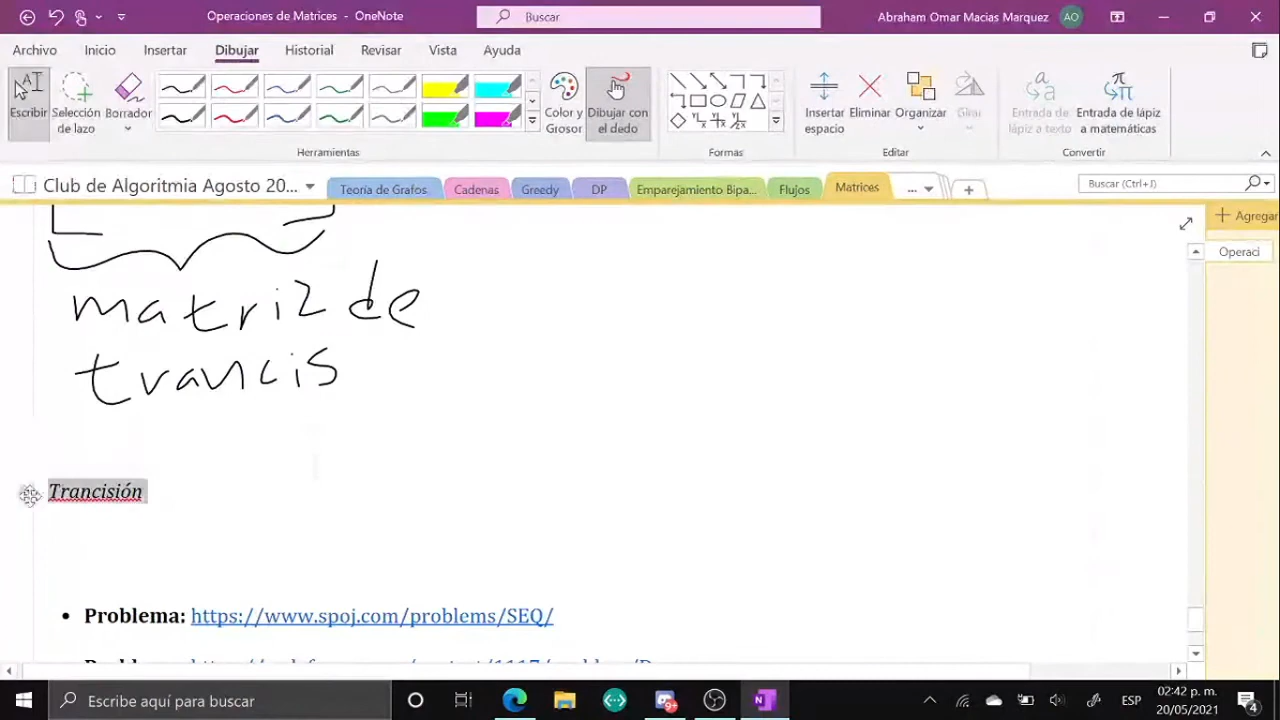 Operaciones de Matrices - OneNote
Buscar
Abraham Omar Macias Marquez
AO
Archivo
Inicio
Insertar
Dibujar
Historial
Revisar
Vista
Ayuda
Escribir
Selección de lazo
Borrador
Color y Grosor
Dibujar con el dedo
Insertar espacio
Eliminar
Organizar
Girar
Entrada de lápiz a texto
Entrada de lápiz a matemáticas
Herramientas
Formas
Editar
Convertir
Club de Algoritmia Agosto 20...
Teoría de Grafos
Cadenas
Greedy
DP
Emparejamiento Bipa...
Flujos
Matrices
...
Buscar (Ctrl+J)
Agregar
Operaci
matriz de
trancis
Trancisión
• Problema: https://www.spoj.com/problems/SEQ/
Escribe aquí para buscar
ESP
02:42 p. m.
20/05/2021